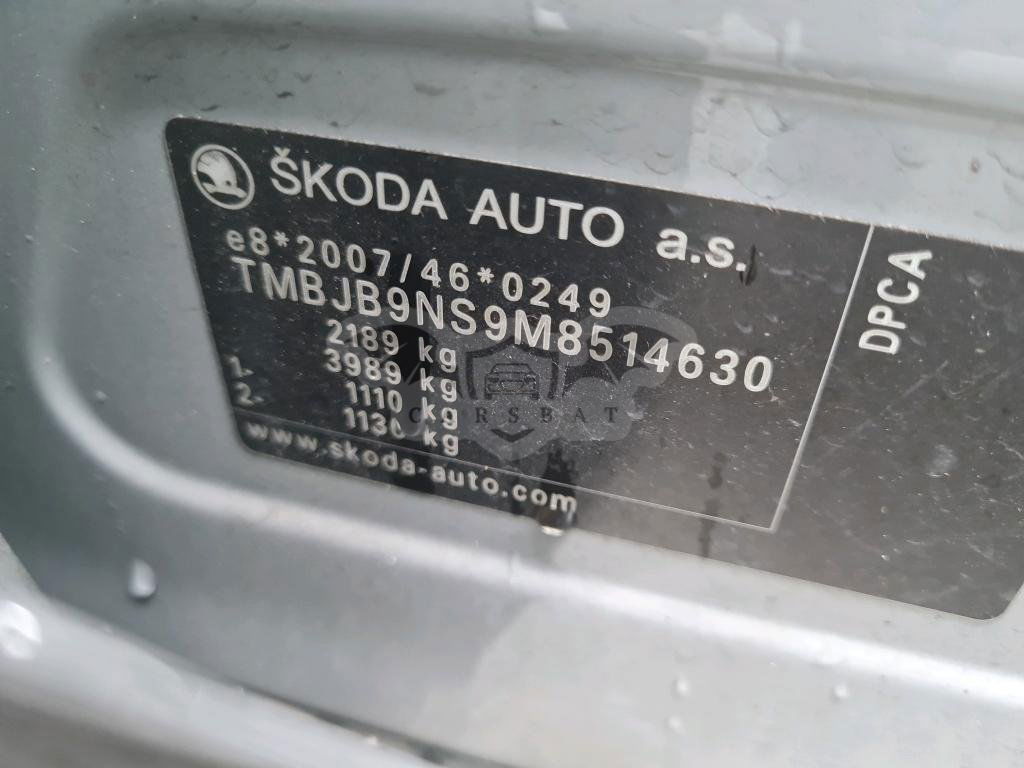 ŠKODA AUTO a.s.
e8*2007/46*0249
TMBJB9NS9M8514630
2189 kg
3989 kg
1. 1110 kg
2. 1130 kg
www.skoda-auto.com
DPCA
CARSBAT